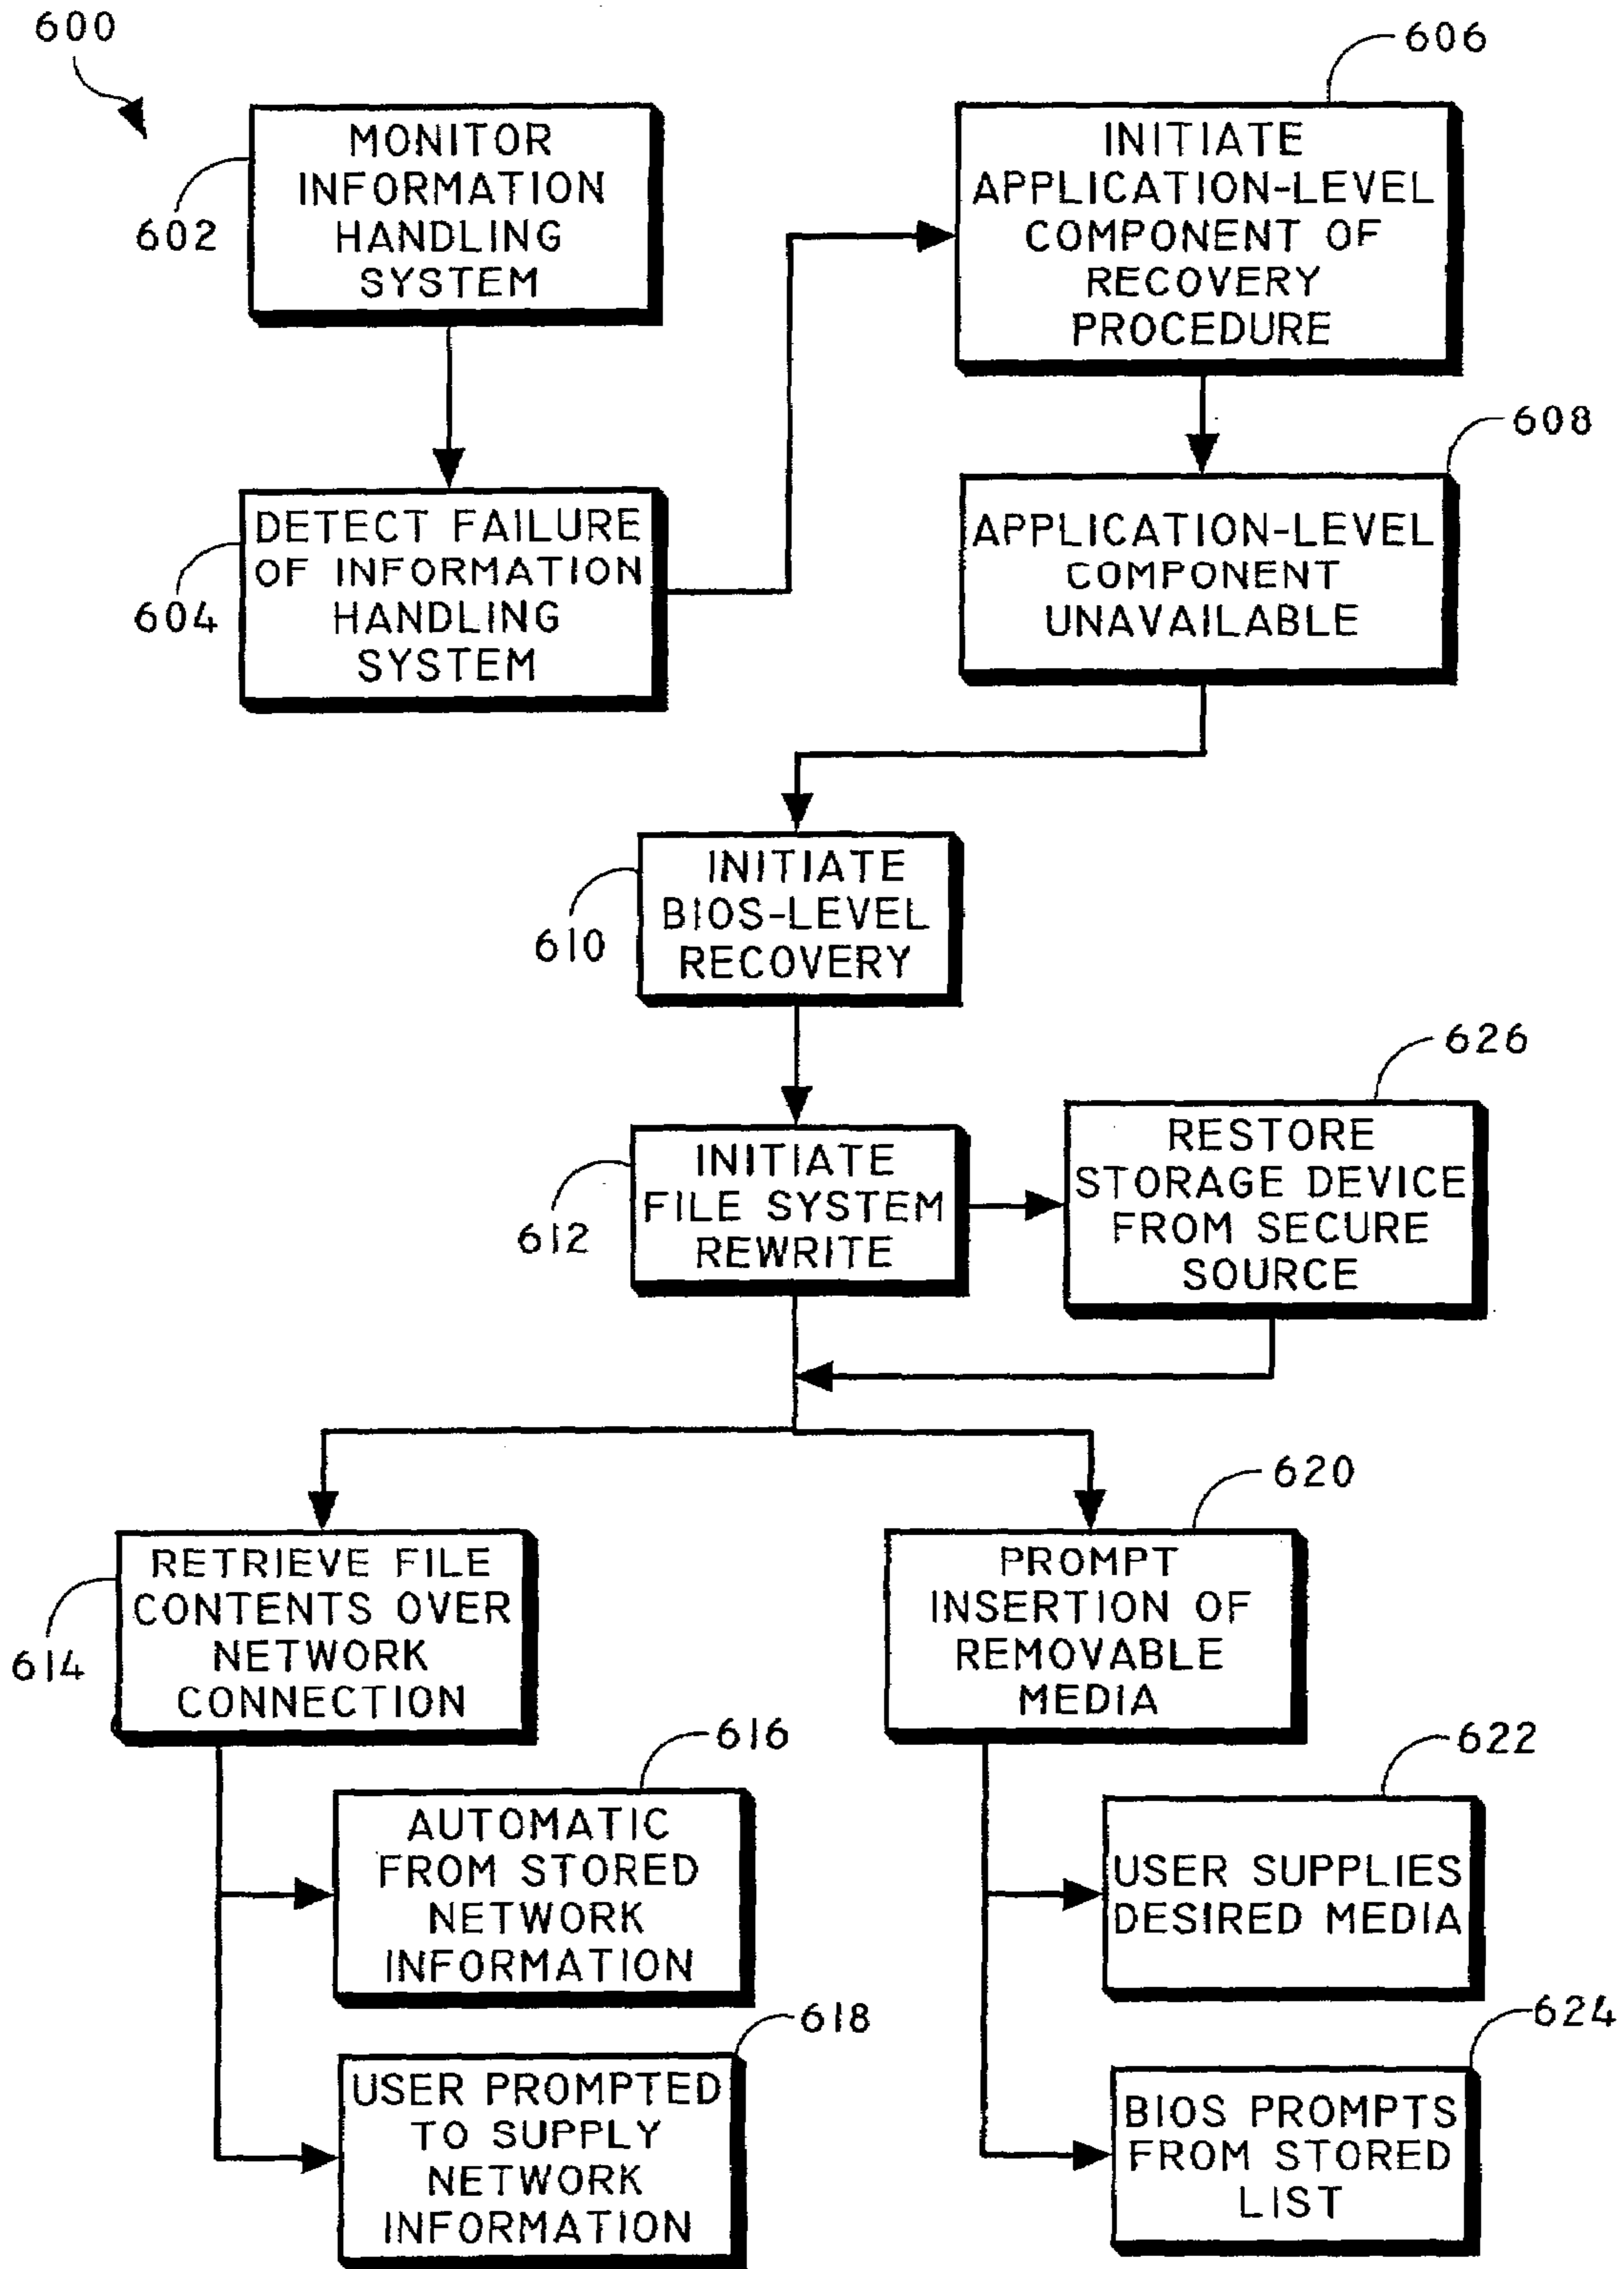 600
MONITOR
INFORMATION
HANDLING
SYSTEM
602
DETECT FAILURE
OF INFORMATION
HANDLING
SYSTEM
604
606
INITIATE
APPLICATION-LEVEL
COMPONENT OF
RECOVERY
PROCEDURE
608
APPLICATION-LEVEL
COMPONENT
UNAVAILABLE
INITIATE
BIOS-LEVEL
RECOVERY
610
INITIATE
FILE SYSTEM
REWRITE
612
626
RESTORE
STORAGE DEVICE
FROM SECURE
SOURCE
RETRIEVE FILE
CONTENTS OVER
NETWORK
CONNECTION
614
616
AUTOMATIC
FROM STORED
NETWORK
INFORMATION
618
USER PROMPTED
TO SUPPLY
NETWORK
INFORMATION
620
PROMPT
INSERTION OF
REMOVABLE
MEDIA
622
USER SUPPLIES
DESIRED MEDIA
624
BIOS PROMPTS
FROM STORED
LIST